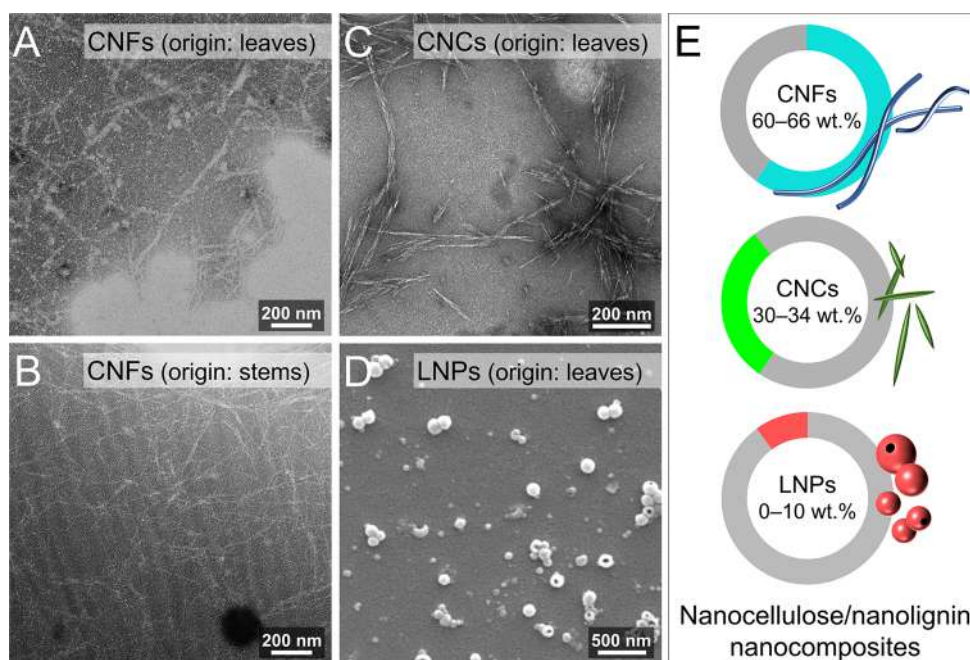 A
CNFs (origin: leaves)
200 nm
B
CNFs (origin: stems)
200 nm
C
CNCs (origin: leaves)
200 nm
D
LNPs (origin: leaves)
500 nm
E
CNFs
60–66 wt.%
CNCs
30–34 wt.%
LNPs
0–10 wt.%
Nanocellulose/nanolignin
nanocomposites